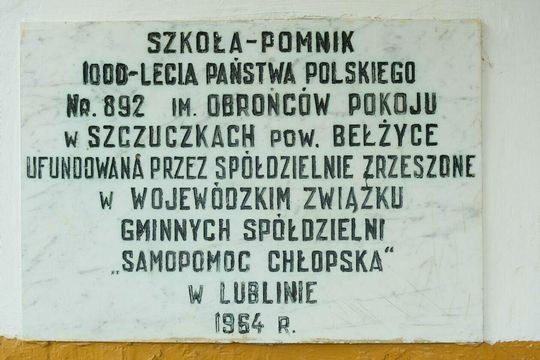 SZKOŁA-POMNIK
1000-LECIA PAŃSTWA POLSKIEGO
NR. 892 IM. OBROŃCÓW POKOJU
W SZCZUCZKACH POW. BEŁŻYCE
UFUNDOWANA PRZEZ SPÓŁDZIELNIE ZRZESZONE
W WOJEWÓDZKIM ZWIĄZKU
GMINNYCH SPÓŁDZIELNI
„SAMOPOMOC CHŁOPSKA"
W LUBLINIE
1964 R.